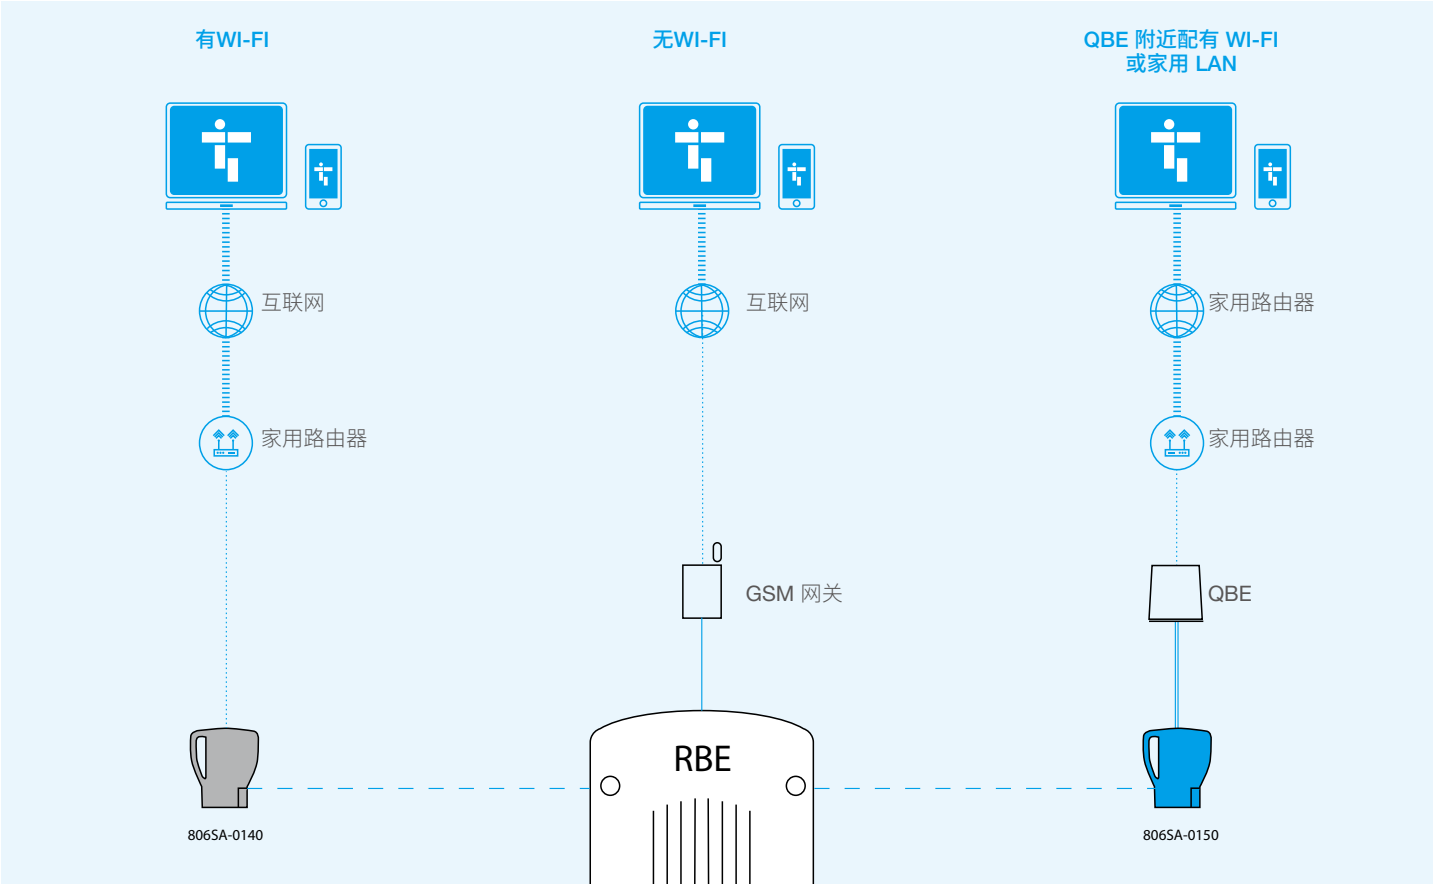 有WI-FI
无WI-FI
QBE 附近配有 WI-FI
或家用 LAN
互联网
互联网
家用路由器
家用路由器
家用路由器
GSM 网关
QBE
RBE
806SA-0140
806SA-0150